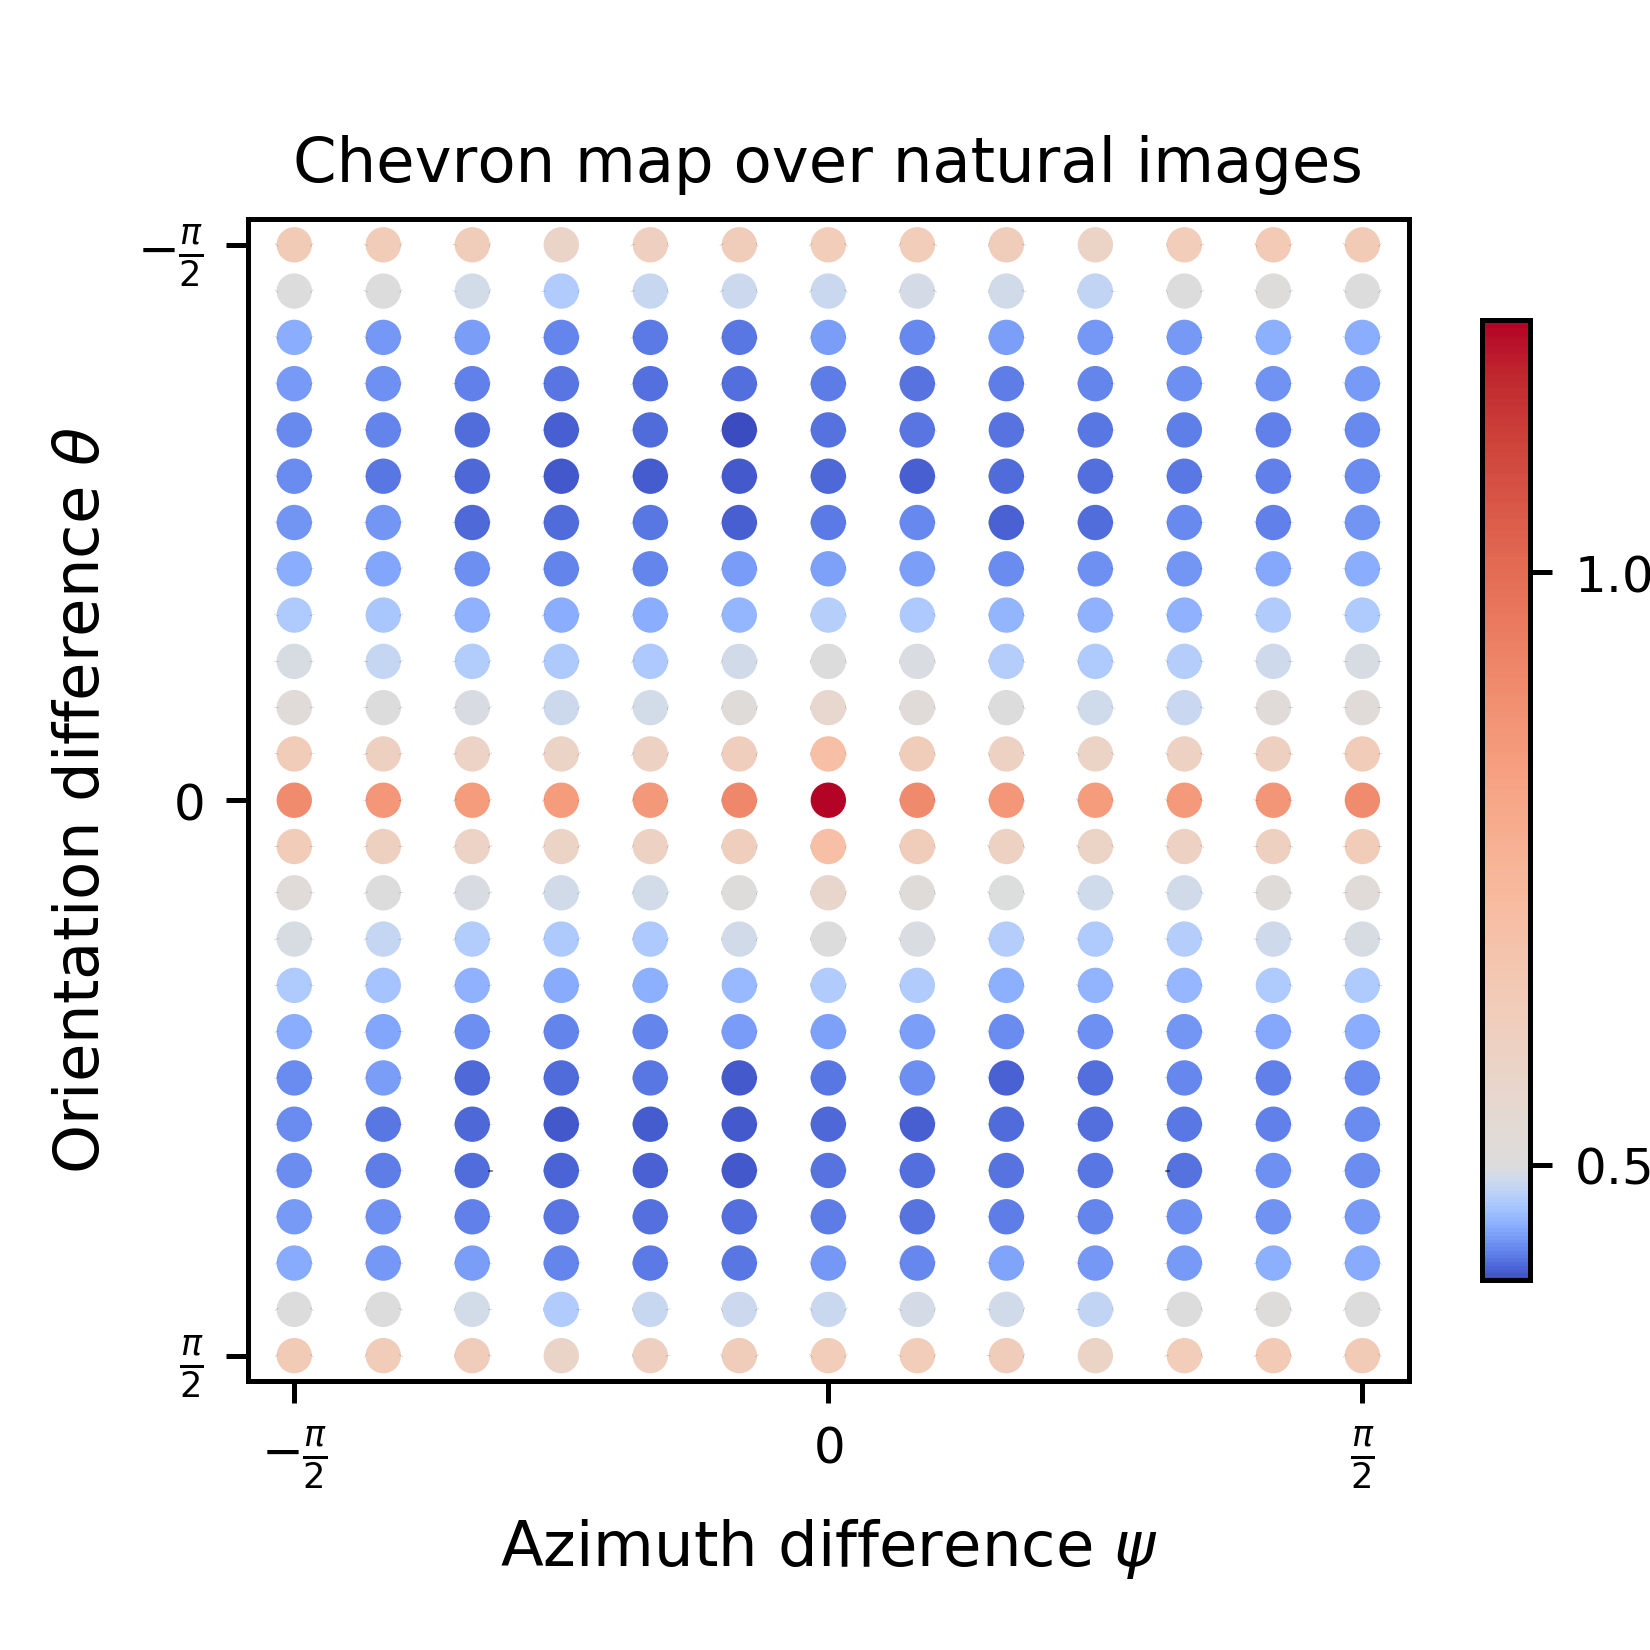 Chevron map over natural images
−π/2
0
π/2
Orientation difference θ
−π/2
0
π/2
Azimuth difference ψ
1.0
0.5